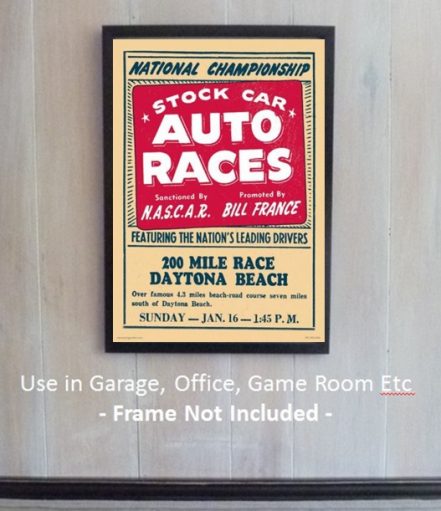 NATIONAL CHAMPIONSHIP
STOCK CAR
AUTO
RACES
Sanctioned By
N.A.S.C.A.R.
Promoted By
BILL FRANCE
FEATURING THE NATION'S LEADING DRIVERS
200 MILE RACE
DAYTONA BEACH
Over famous 4.3 miles beach-road course seven miles
south of Daytona Beach.
SUNDAY — JAN. 16 — 1:45 P. M.
Use in Garage, Office, Game Room Etc
- Frame Not Included -